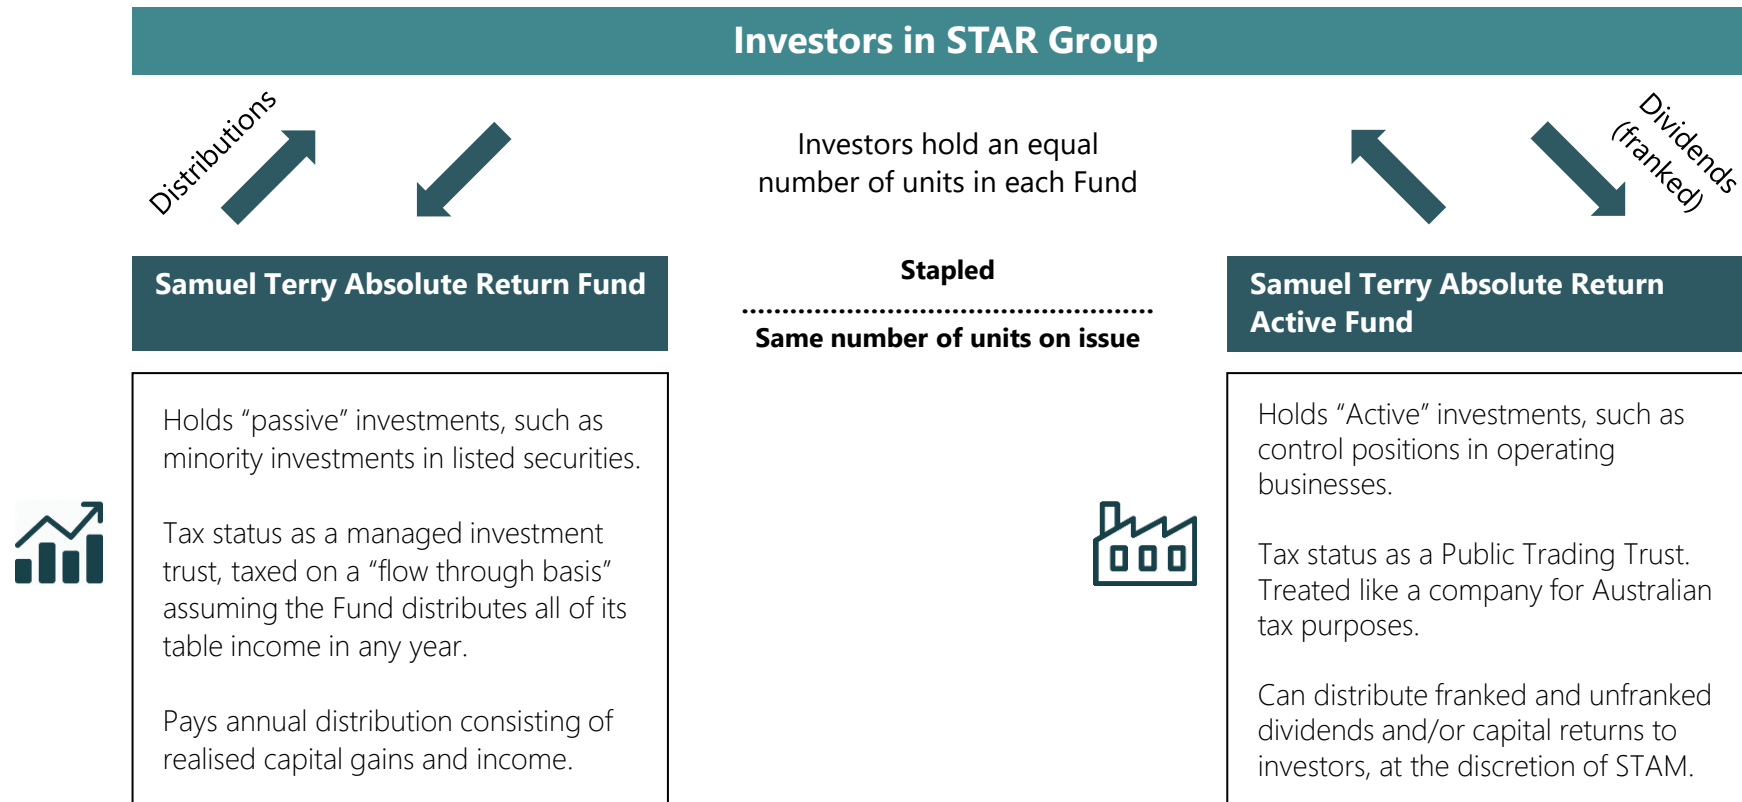 Investors in STAR Group
Distributions
Investors hold an equal
number of units in each Fund
Dividends
(franked)
Samuel Terry Absolute Return Fund
Stapled
Same number of units on issue
Samuel Terry Absolute Return
Active Fund
Holds “passive” investments, such as
minority investments in listed securities.
Tax status as a managed investment
trust, taxed on a “flow through basis”
assuming the Fund distributes all of its
table income in any year.
Pays annual distribution consisting of
realised capital gains and income.
Holds “Active” investments, such as
control positions in operating
businesses.
Tax status as a Public Trading Trust.
Treated like a company for Australian
tax purposes.
Can distribute franked and unfranked
dividends and/or capital returns to
investors, at the discretion of STAM.